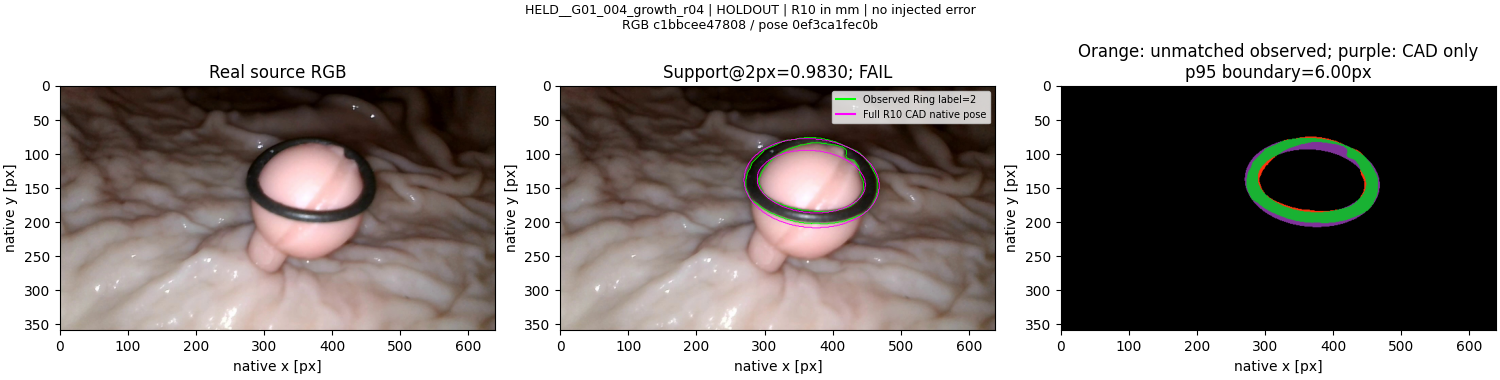 HELD__G01_004_growth_r04 | HOLDOUT | R10 in mm | no injected error
RGB c1bbcee47808 / pose 0ef3ca1fec0b
Real source RGB
0
50
100
150
200
250
300
350
native y [px]
0 100 200 300 400 500 600
native x [px]
Support@2px=0.9830; FAIL
Observed Ring label=2
Full R10 CAD native pose
0
50
100
150
200
250
300
350
native y [px]
0 100 200 300 400 500 600
native x [px]
Orange: unmatched observed; purple: CAD only
p95 boundary=6.00px
0
50
100
150
200
250
300
350
native y [px]
0 100 200 300 400 500 600
native x [px]